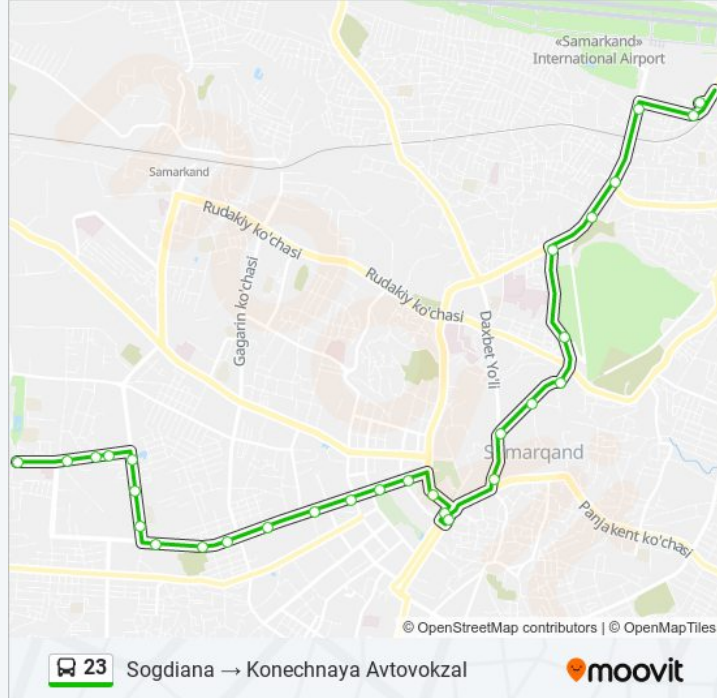 «Samarkand»
International Airport
Samarkand
Rudakiy ko'chasi
Rudakiy ko'chasi
Gagarin ko'chasi
Daxbet Yo'li
Samarqand
Panjakent ko'chasi
© OpenStreetMap contributors | © OpenMapTiles
23 Sogdiana → Konechnaya Avtovokzal
moovit